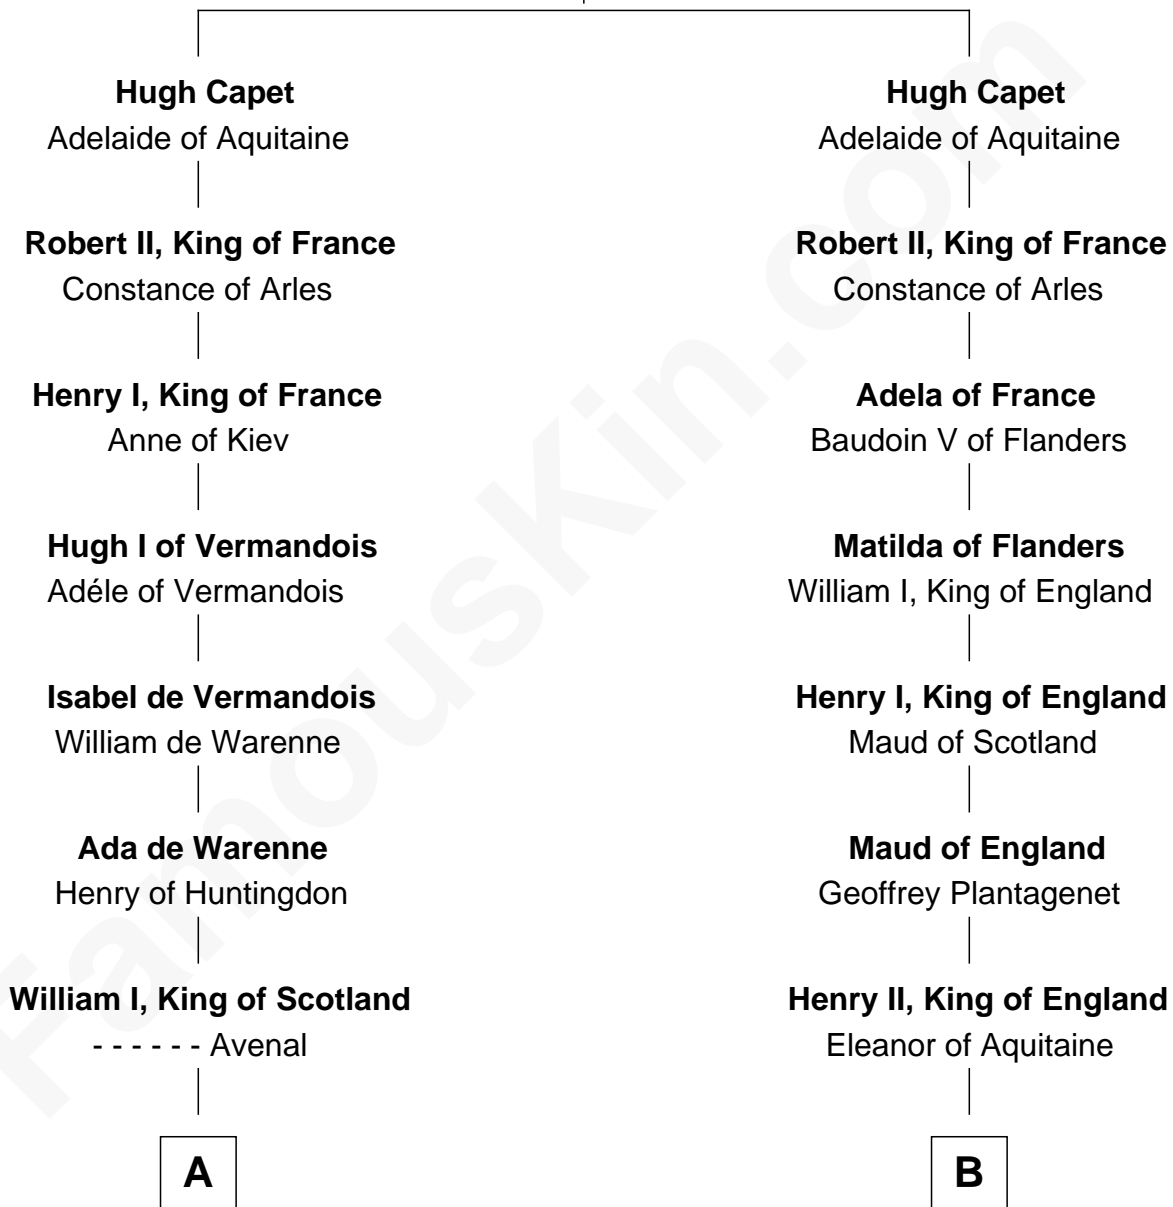 Hugh Capet
Adelaide of Aquitaine
Robert II, King of France
Constance of Arles
Henry I, King of France
Anne of Kiev
Hugh I of Vermandois
Adéle of Vermandois
Isabel de Vermandois
William de Warenne
Ada de Warenne
Henry of Huntingdon
William I, King of Scotland
- - - - - - Avenal
A
Hugh Capet
Adelaide of Aquitaine
Robert II, King of France
Constance of Arles
Adela of France
Baudoin V of Flanders
Matilda of Flanders
William I, King of England
Henry I, King of England
Maud of Scotland
Maud of England
Geoffrey Plantagenet
Henry II, King of England
Eleanor of Aquitaine
B
FamousKin.com